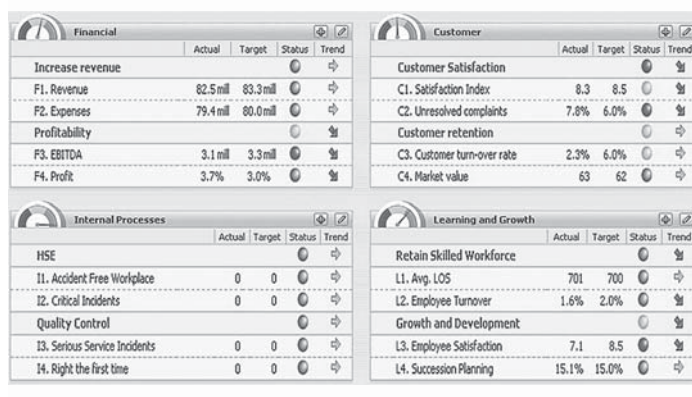 Financial
Actual Target Status Trend
Increase revenue
F1. Revenue 82.5 mill 83.3 mill
F2. Expenses 79.4 mill 80.0 mill
Profitability
F3. EBITDA 3.1 mill 3.3 mill
F4. Profit 3.7% 3.0%
Customer
Actual Target Status Trend
Customer Satisfaction
C1. Satisfaction Index 8.3 8.5
C2. Unresolved complaints 7.8% 6.0%
Customer retention
C3. Customer turn-over rate 2.3% 6.0%
C4. Market value 63 62
Internal Processes
Actual Target Status Trend
HSE
I1. Accident Free Workplace 0 0
I2. Critical Incidents 0 0
Quality Control
I3. Serious Service Incidents 0 0
I4. Right the first time 0 0
Learning and Growth
Actual Target Status Trend
Retain Skilled Workforce
L1. Avg. LOS 701 700
L2. Employee Turnover 1.6% 2.0%
Growth and Development
L3. Employee Satisfaction 7.1 8.5
L4. Succession Planning 15.1% 15.0%